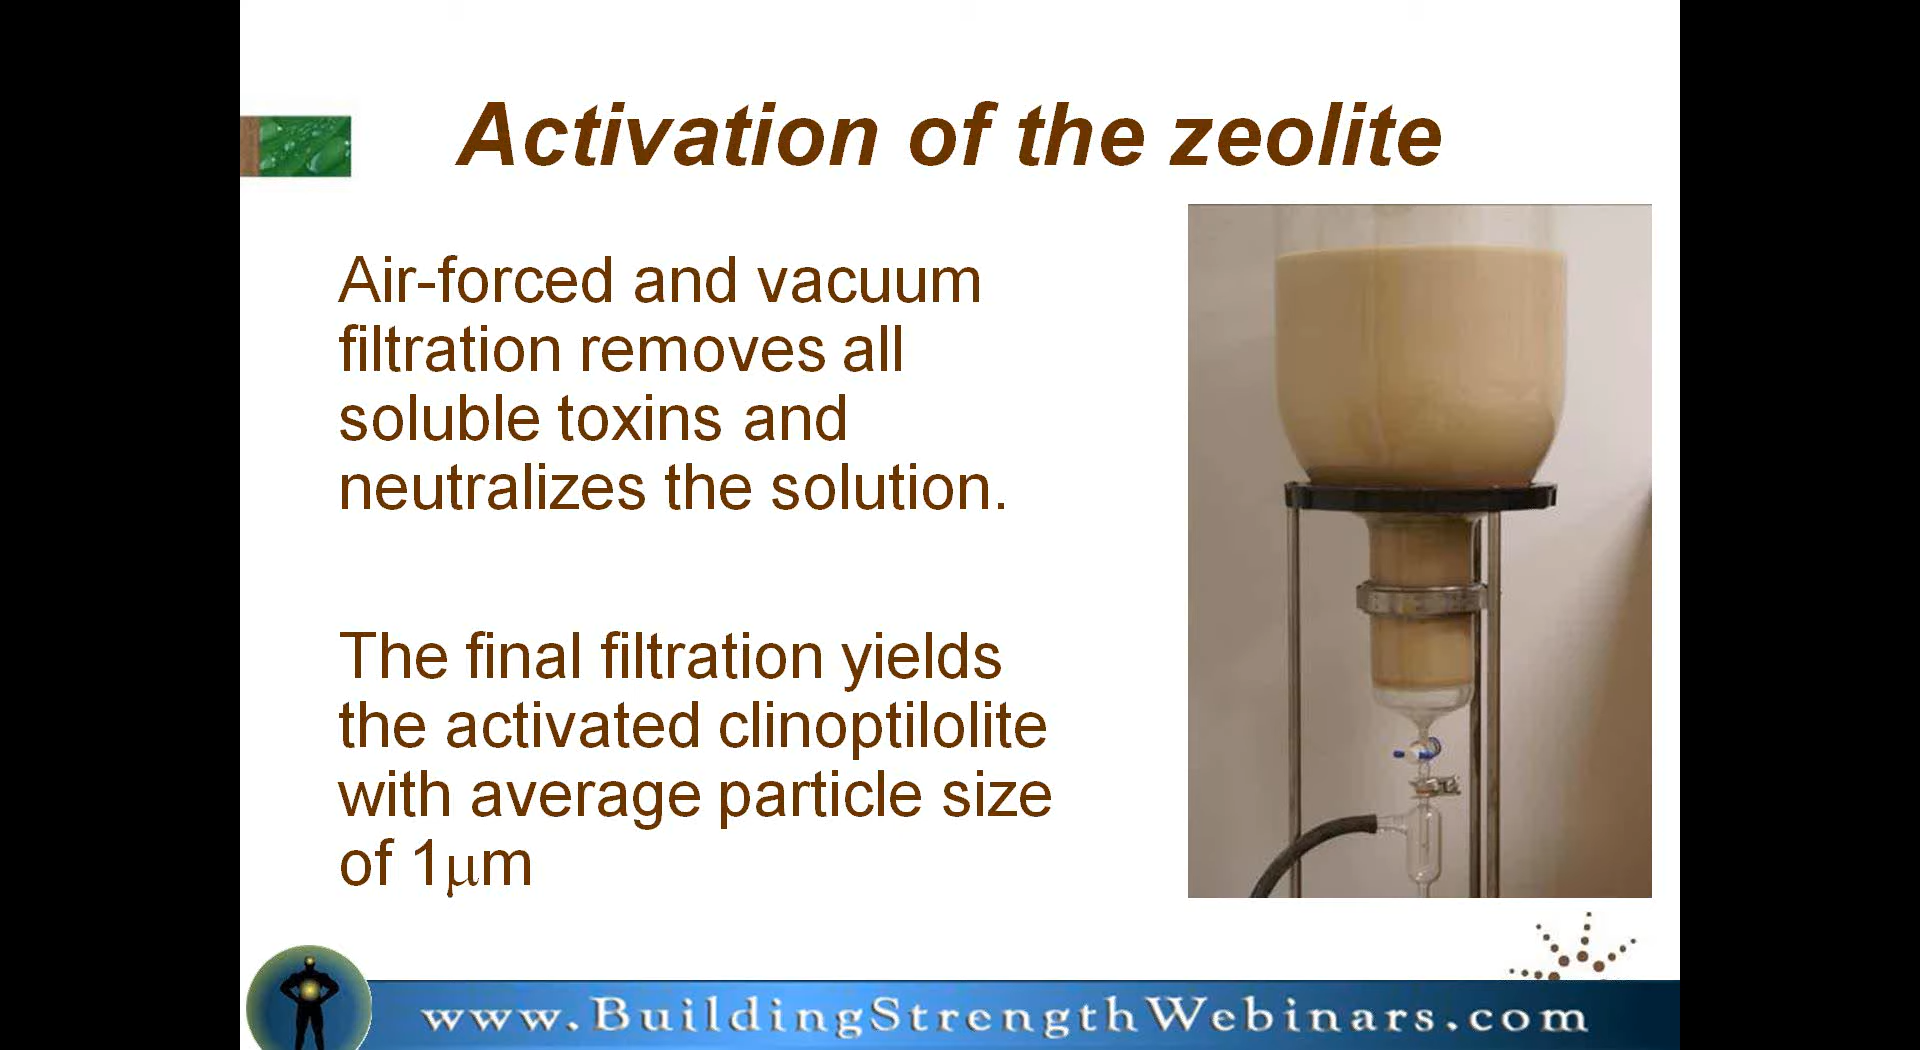 Activation of the zeolite
Air-forced and vacuum
filtration removes all
soluble toxins and
neutralizes the solution.
The final filtration yields
the activated clinoptilolite
with average particle size
of 1μm
www.BuildingStrengthWebinars.com